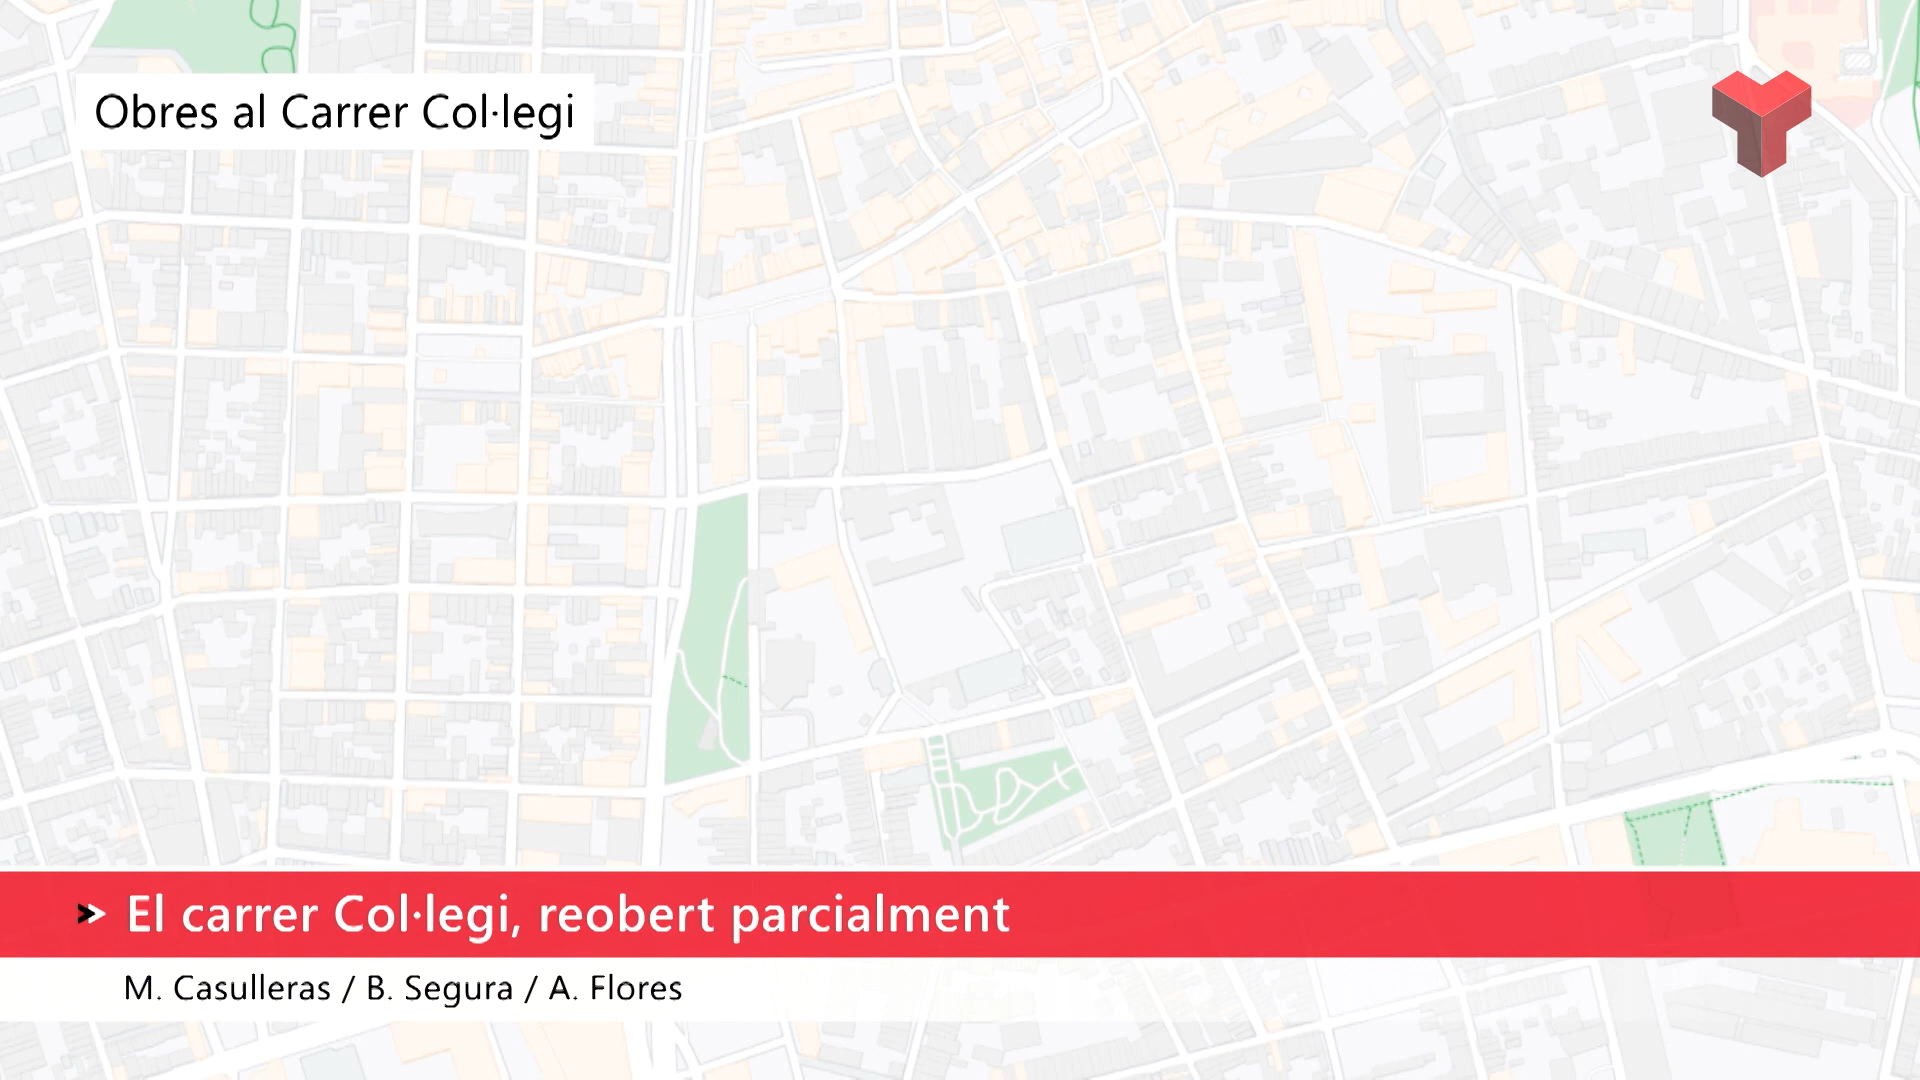 Obres al Carrer Col·legi
El carrer Col·legi, reobert parcialment
M. Casulleras / B. Segura / A. Flores